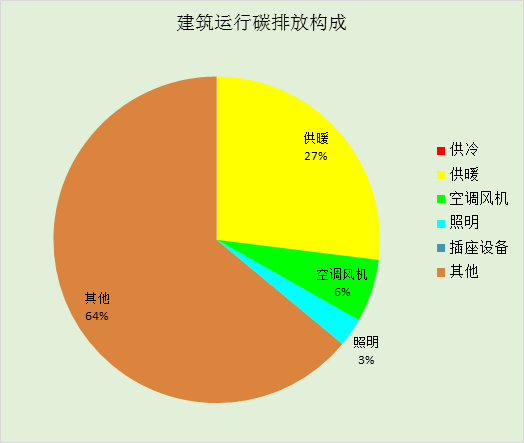 建筑运行碳排放构成
供暖
27%
空调风机
6%
照明
3%
其他
64%
供冷
供暖
空调风机
照明
插座设备
其他